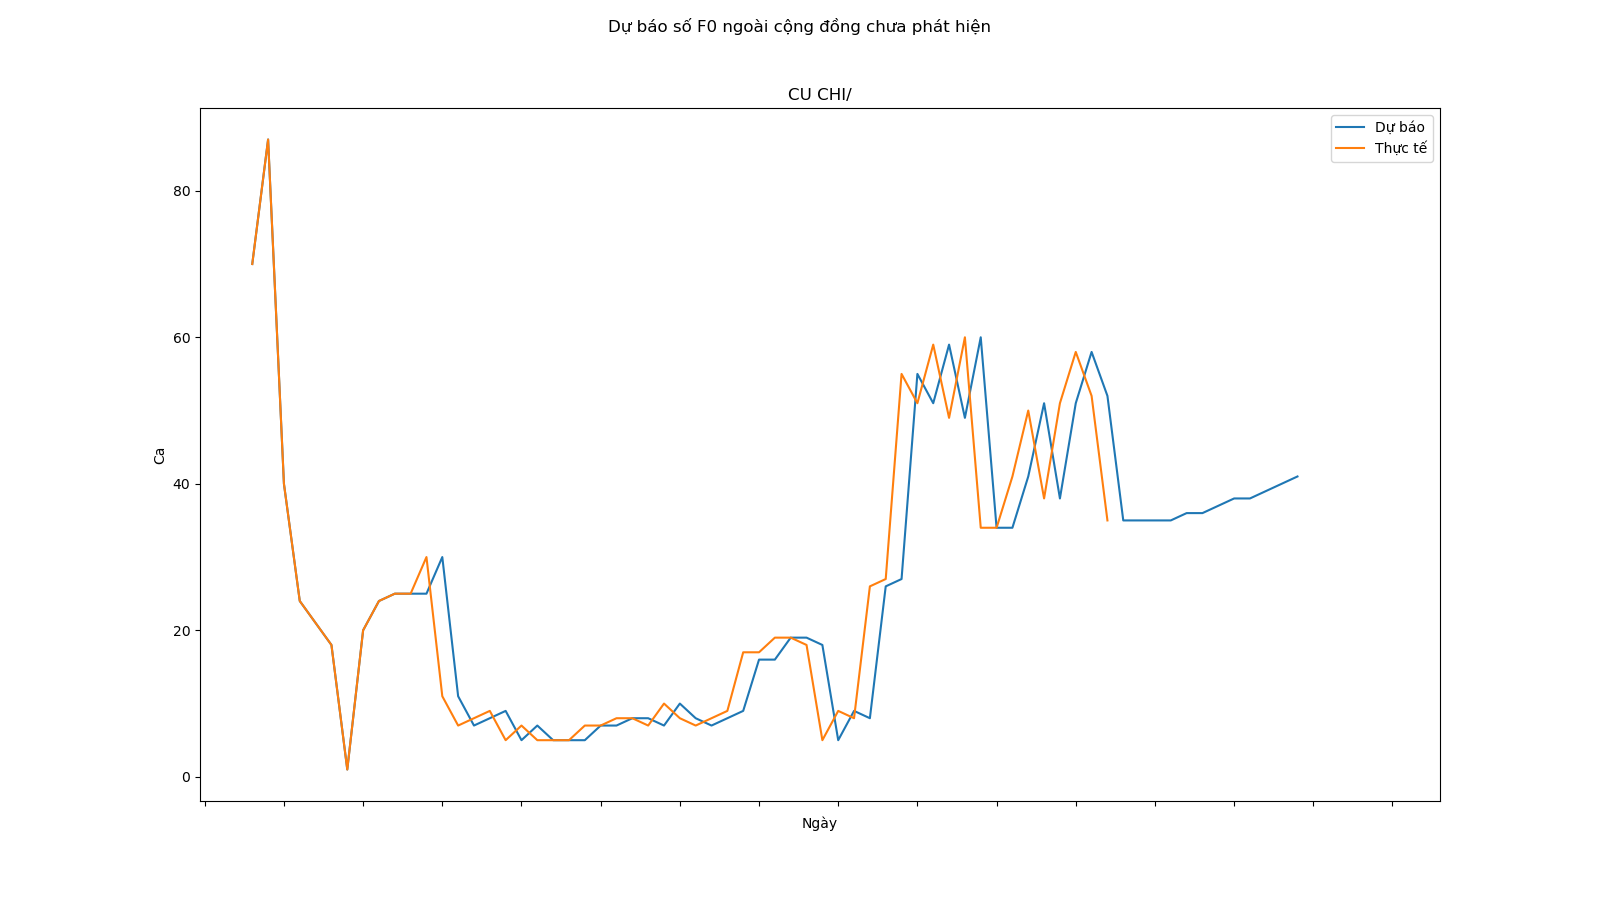 Dự báo số F0 ngoài cộng đồng chưa phát hiện
CU CHI/
Dự báo
Thực tế
80
60
40
20
0
Ca
Ngày